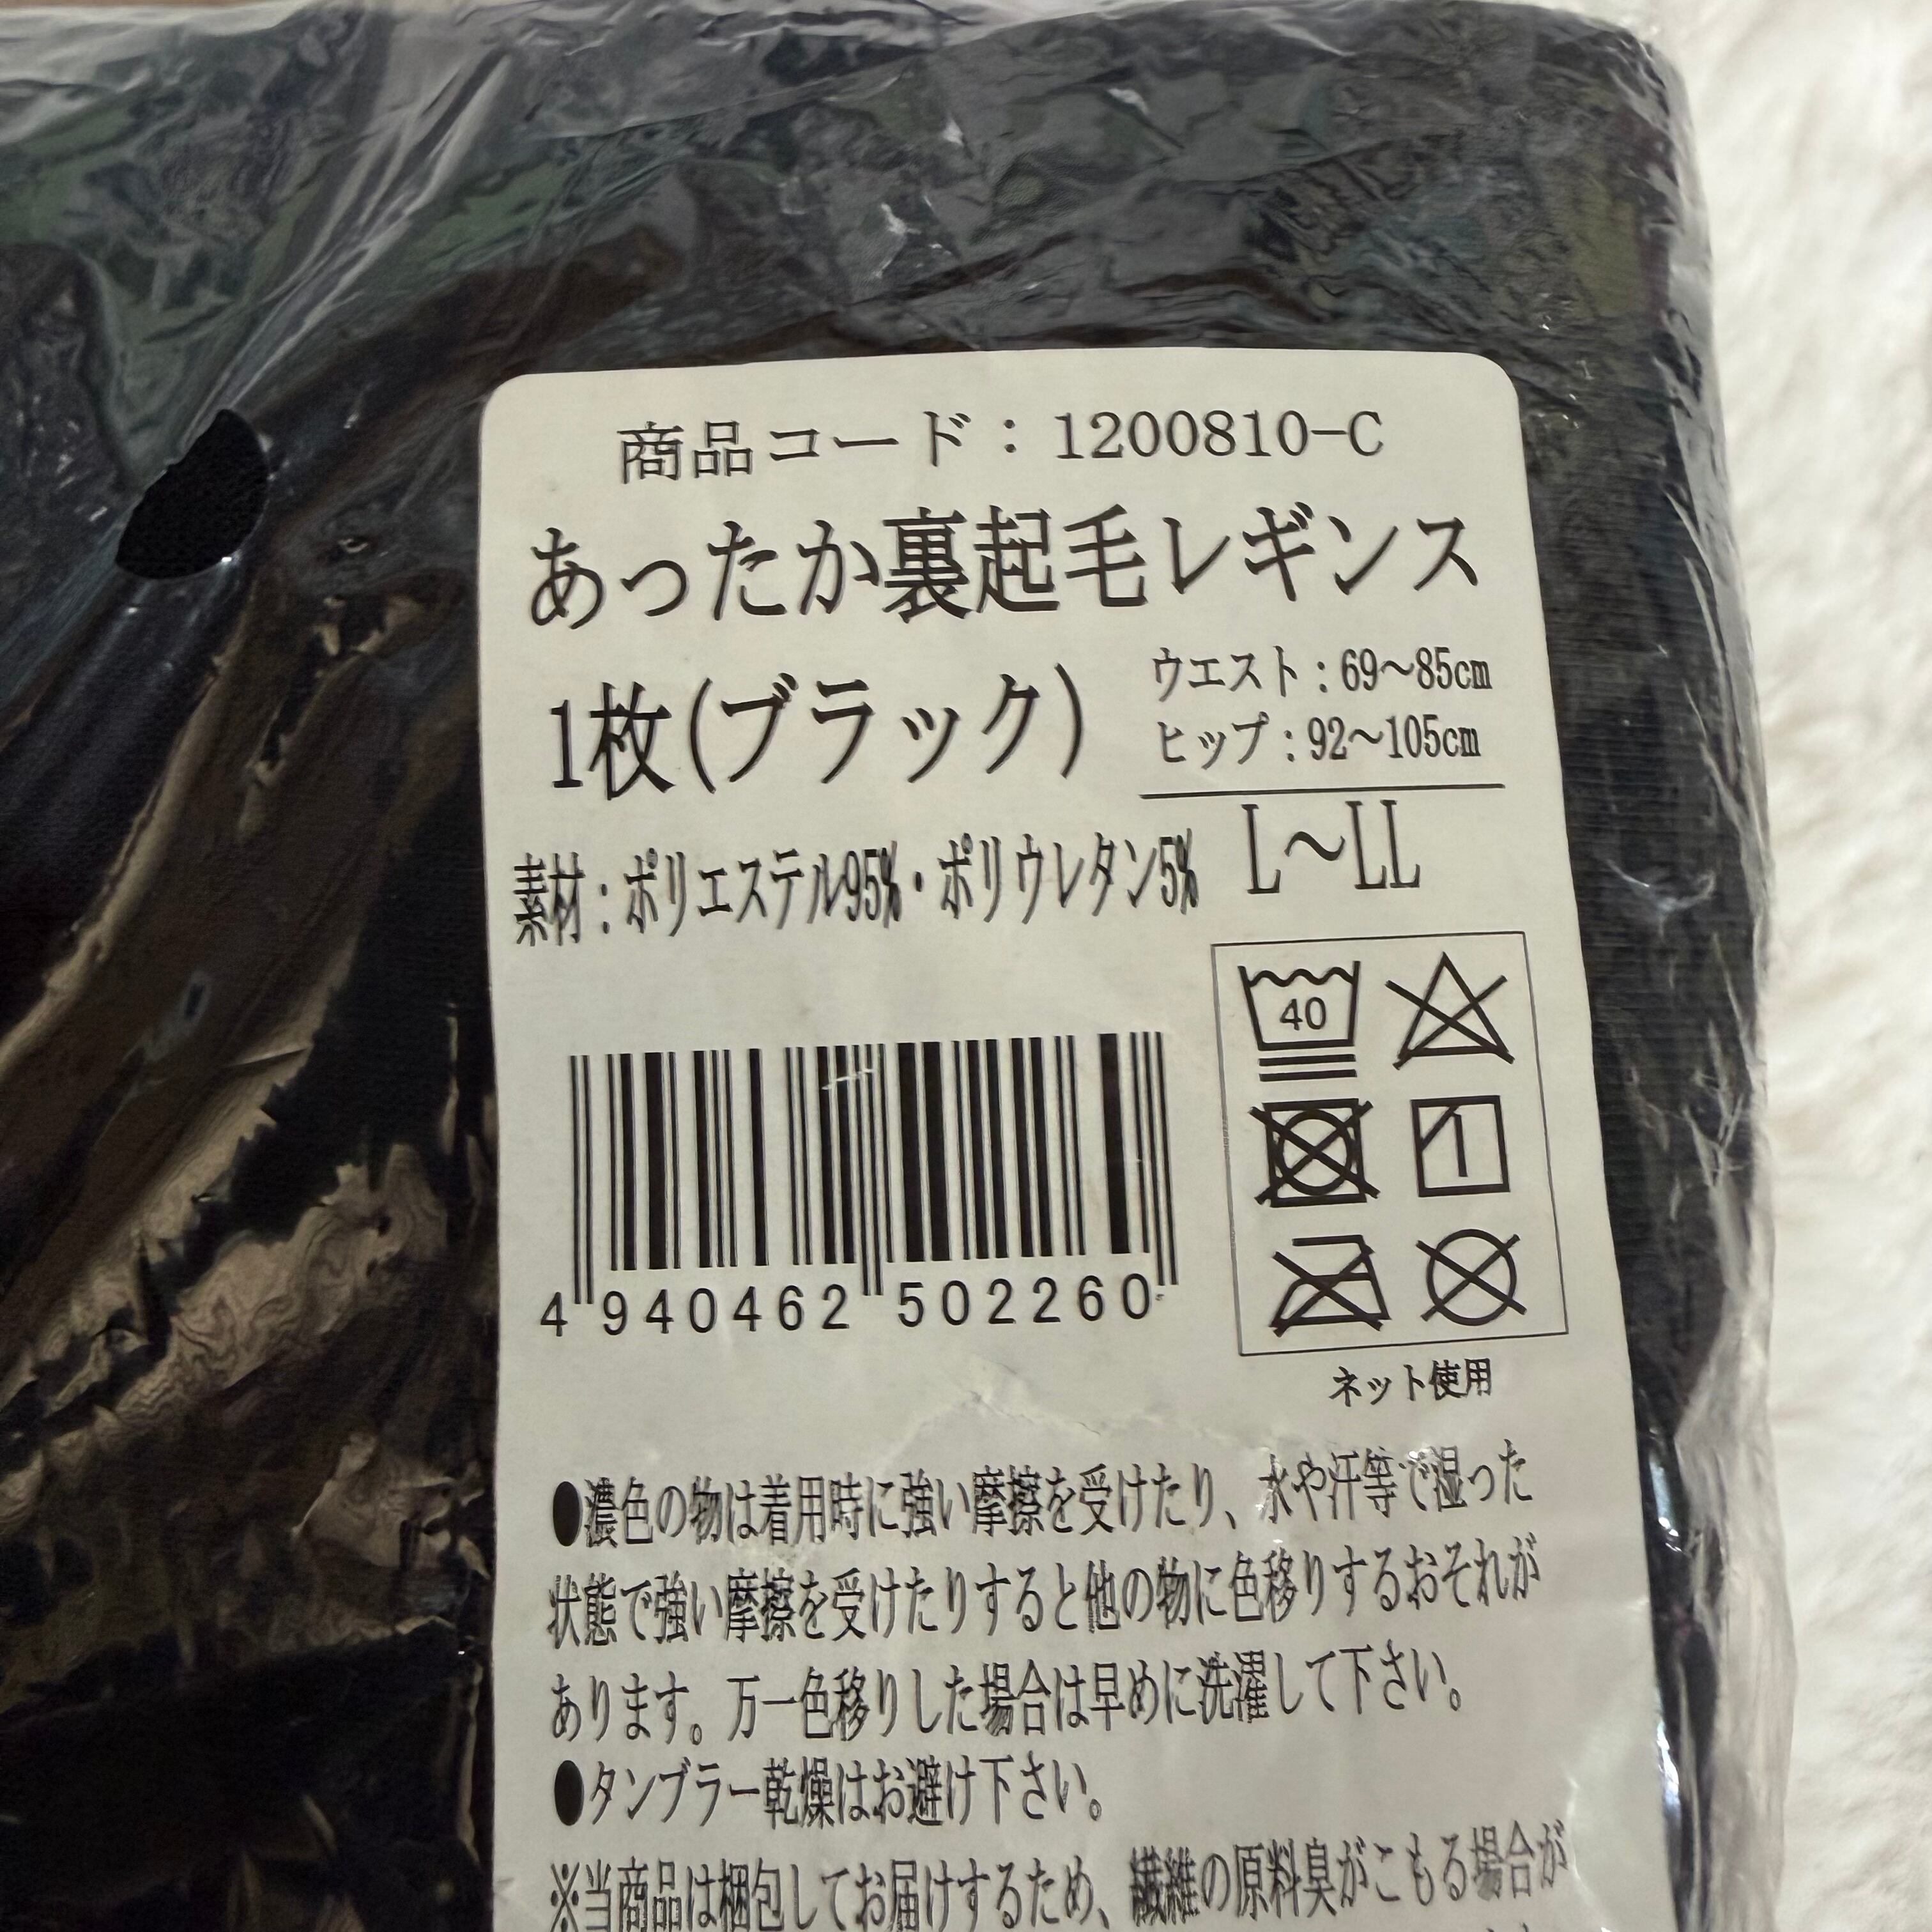 商品コード：1200810-C
あったか裏起毛レギンス
1枚(ブラック)
ウエスト：69～85cm
ヒップ：92～105cm
L～LL
素材：ポリエステル95%・ポリウレタン5%
40
1
4 940462 502260
ネット使用
●濃色の物は着用時に強い摩擦を受けたり、水や汗等で湿った
状態で強い摩擦を受けたりすると他の物に色移りするおそれが
あります。万一色移りした場合は早めに洗濯して下さい。
●タンブラー乾燥はお避け下さい。
※当商品は梱包してお届けするため、繊維の原料臭がこもる場合が